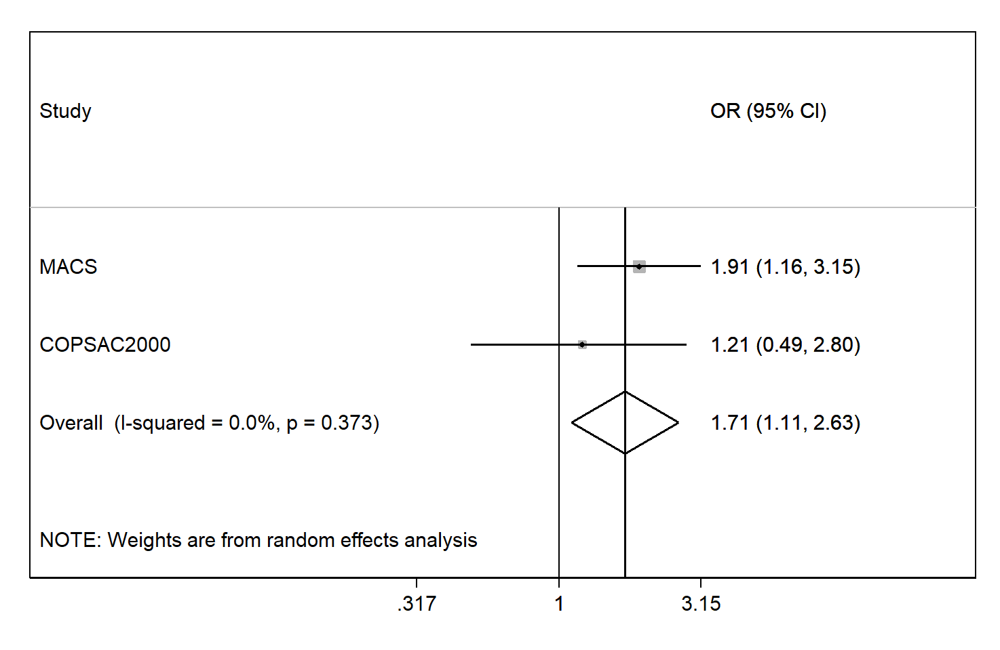 Study OR (95% CI)
MACS 1.91 (1.16, 3.15)
COPSAC2000 1.21 (0.49, 2.80)
Overall (I-squared = 0.0%, p = 0.373) 1.71 (1.11, 2.63)
NOTE: Weights are from random effects analysis
.317 1 3.15